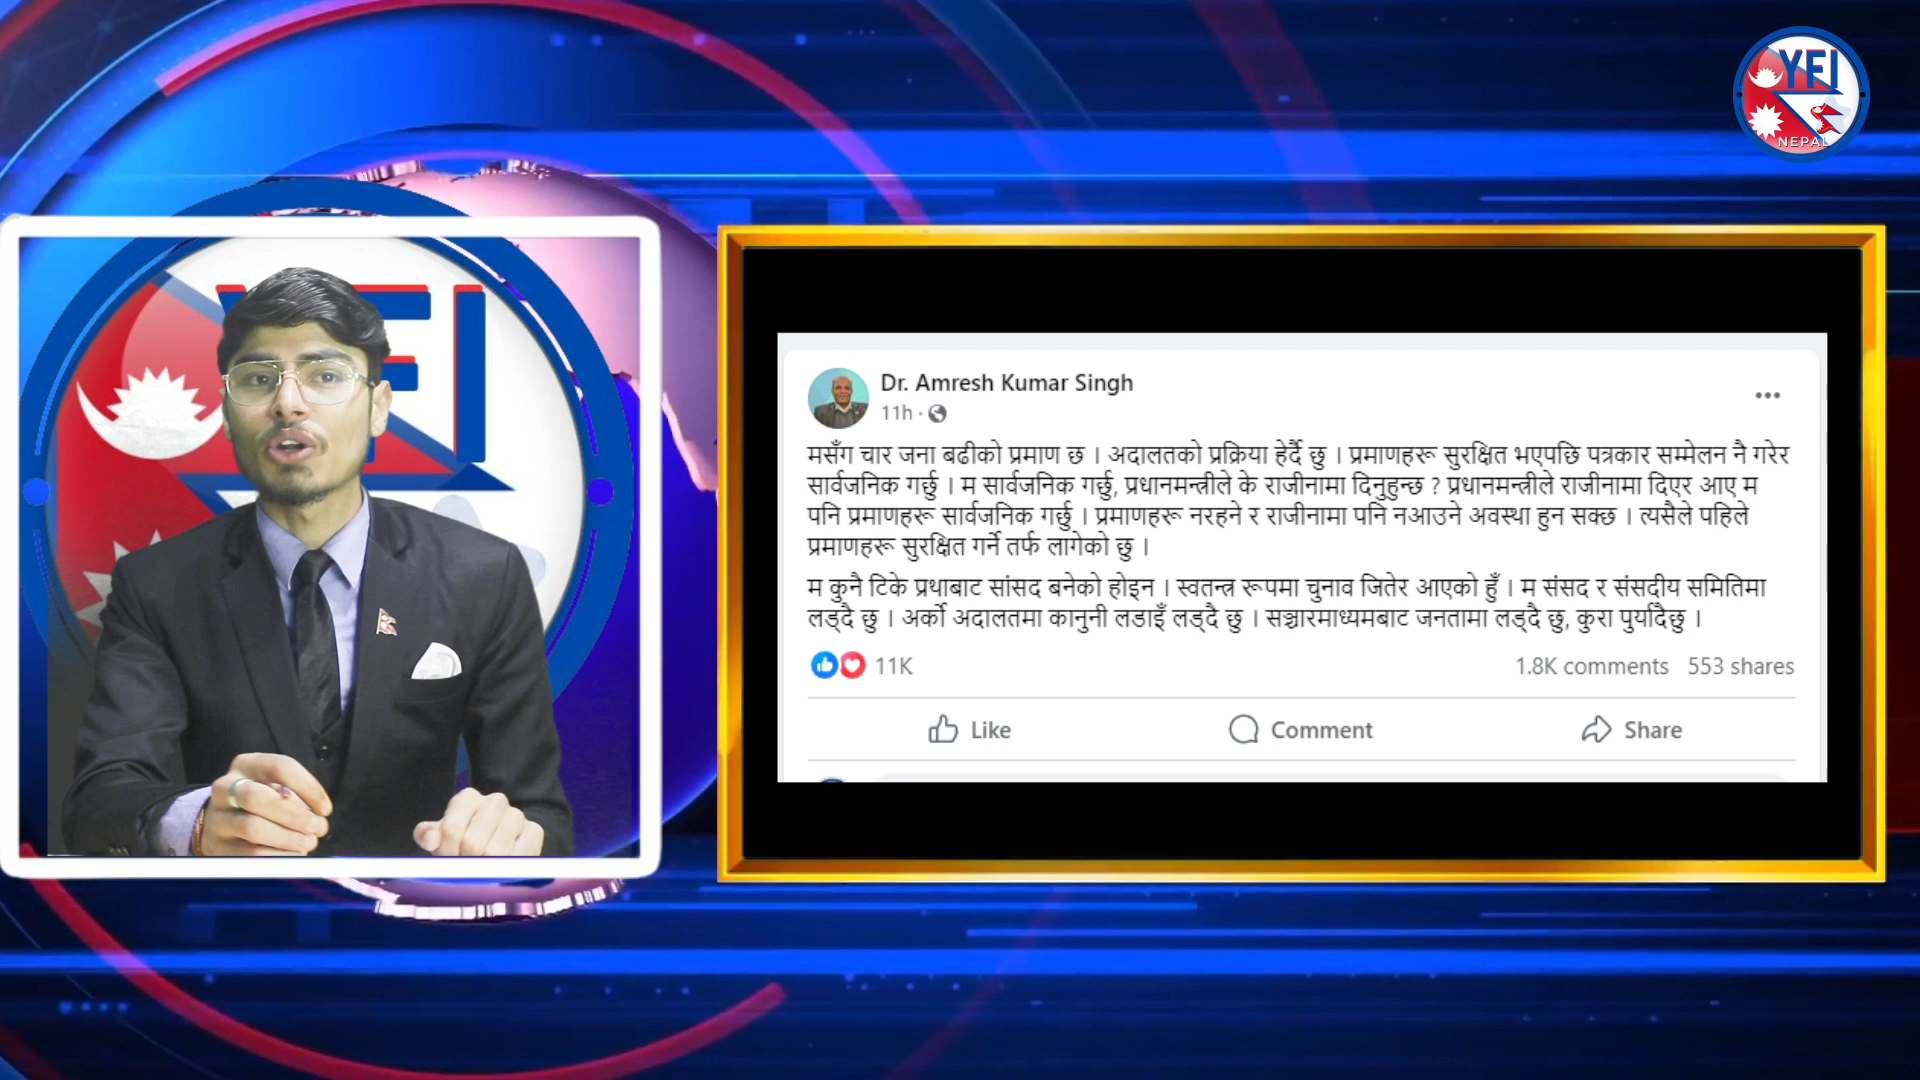 YFI
NEPAL
YFI
Dr. Amresh Kumar Singh
11h ·
मसँग चार जना बढीको प्रमाण छ । अदालतको प्रक्रिया हेर्दै छु । प्रमाणहरू सुरक्षित भएपछि पत्रकार सम्मेलन नै गरेर
सार्वजनिक गर्छु । म सार्वजनिक गर्छु, प्रधानमन्त्रीले के राजीनामा दिनुहुन्छ ? प्रधानमन्त्रीले राजीनामा दिएर आए म
पनि प्रमाणहरू सार्वजनिक गर्छु । प्रमाणहरू नरहने र राजीनामा पनि नआउने अवस्था हुन सक्छ । त्यसैले पहिले
प्रमाणहरू सुरक्षित गर्ने तर्फ लागेको छु ।
म कुनै टिके प्रथाबाट सांसद बनेको होइन । स्वतन्त्र रूपमा चुनाव जितेर आएको हुँ । म संसद र संसदीय समितिमा
लड्दै छु । अर्को अदालतमा कानुनी लडाइँ लड्दै छु । सञ्चारमाध्यमबाट जनतामा लड्दै छु, कुरा पुर्यादैछु ।
11K
1.8K comments 553 shares
Like Comment Share